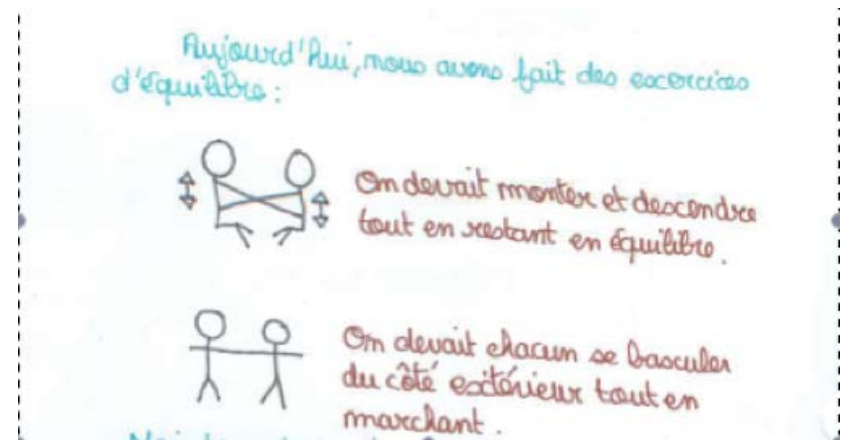 Aujourd'hui, nous avons fait des excercices
d'équilibre :
On devait monter et descendre
tout en restant en équilibre.
On devait chacun se basculer
du côté extérieur tout en
marchant.